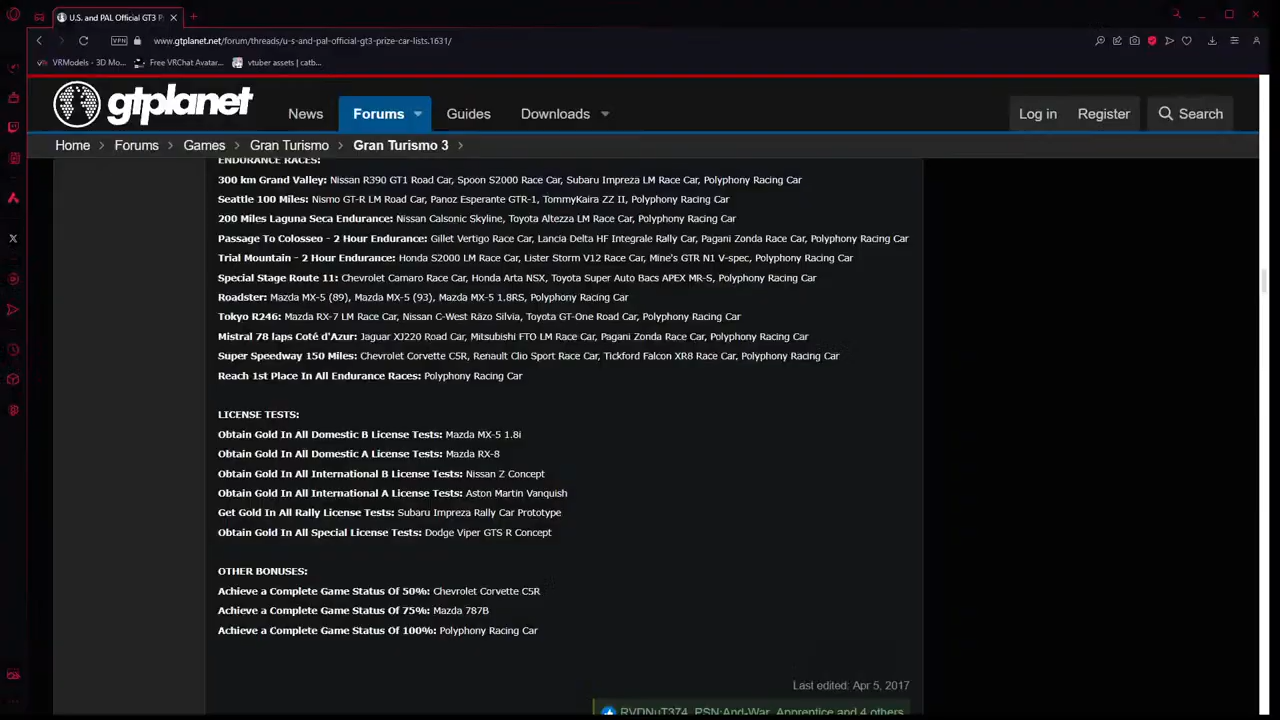 U.S. and PAL Official GT3 P
www.gtplanet.net/forum/threads/u-s-and-pal-official-gt3-prize-car-lists.1631/
VPN
VRModels - 3D Mo...
Free VRChat Avatar...
vtuber assets | catb...
gtplanet
News
Forums
Guides
Downloads
Log in
Register
Search
Home
Forums
Games
Gran Turismo
Gran Turismo 3
ENDURANCE RACES:
300 km Grand Valley: Nissan R390 GT1 Road Car, Spoon S2000 Race Car, Subaru Impreza LM Race Car, Polyphony Racing Car
Seattle 100 Miles: Nismo GT-R LM Road Car, Panoz Esperante GTR-1, TommyKaira ZZ II, Polyphony Racing Car
200 Miles Laguna Seca Endurance: Nissan Calsonic Skyline, Toyota Altezza LM Race Car, Polyphony Racing Car
Passage To Colosseo - 2 Hour Endurance: Gillet Vertigo Race Car, Lancia Delta HF Integrale Rally Car, Pagani Zonda Race Car, Polyphony Racing Car
Trial Mountain - 2 Hour Endurance: Honda S2000 LM Race Car, Lister Storm V12 Race Car, Mine's GTR N1 V-spec, Polyphony Racing Car
Special Stage Route 11: Chevrolet Camaro Race Car, Honda Arta NSX, Toyota Super Auto Bacs APEX MR-S, Polyphony Racing Car
Roadster: Mazda MX-5 (89), Mazda MX-5 (93), Mazda MX-5 1.8RS, Polyphony Racing Car
Tokyo R246: Mazda RX-7 LM Race Car, Nissan C-West Räzo Silvia, Toyota GT-One Road Car, Polyphony Racing Car
Mistral 78 laps Coté d'Azur: Jaguar XJ220 Road Car, Mitsubishi FTO LM Race Car, Pagani Zonda Race Car, Polyphony Racing Car
Super Speedway 150 Miles: Chevrolet Corvette C5R, Renault Clio Sport Race Car, Tickford Falcon XR8 Race Car, Polyphony Racing Car
Reach 1st Place In All Endurance Races: Polyphony Racing Car
LICENSE TESTS:
Obtain Gold In All Domestic B License Tests: Mazda MX-5 1.8i
Obtain Gold In All Domestic A License Tests: Mazda RX-8
Obtain Gold In All International B License Tests: Nissan Z Concept
Obtain Gold In All International A License Tests: Aston Martin Vanquish
Get Gold In All Rally License Tests: Subaru Impreza Rally Car Prototype
Obtain Gold In All Special License Tests: Dodge Viper GTS R Concept
OTHER BONUSES:
Achieve a Complete Game Status Of 50%: Chevrolet Corvette C5R
Achieve a Complete Game Status Of 75%: Mazda 787B
Achieve a Complete Game Status Of 100%: Polyphony Racing Car
Last edited: Apr 5, 2017
RVDNuT374, PSN:And-War, Apprentice and 4 others